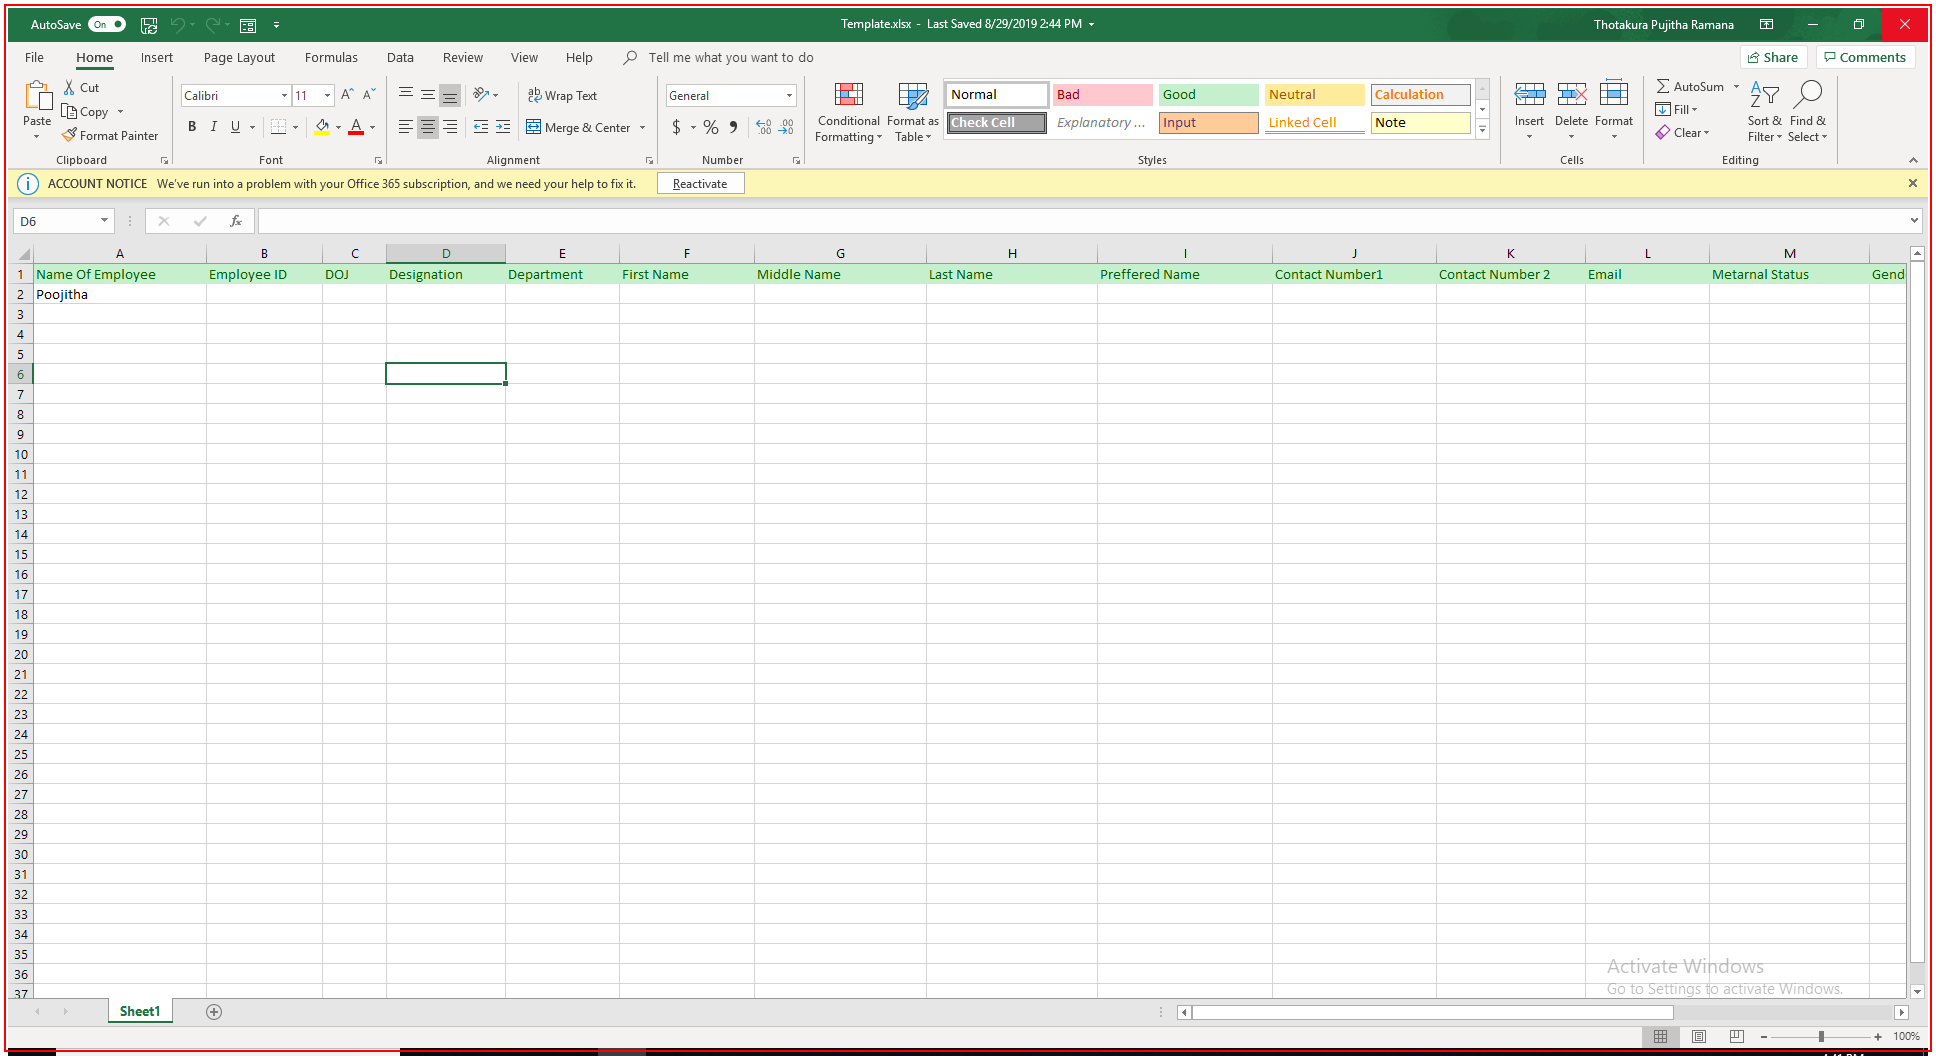 AutoSave On Template.xlsx - Last Saved 8/29/2019 2:44 PM Thotakura Pujitha Ramana
File Home Insert Page Layout Formulas Data Review View Help Tell me what you want to do Share Comments
Paste Cut Copy Format Painter
Clipboard
Calibri 11
B I U A
Font
ab Wrap Text
Merge & Center
Alignment
General
$ % 9 .00
Number
Conditional Formatting
Format as Table
Normal Bad Good Neutral Calculation
Check Cell Explanatory ... Input Linked Cell Note
Styles
Insert Delete Format
Cells
AutoSum
Fill
Clear
Sort & Filter
Find & Select
Editing
ACCOUNT NOTICE We've run into a problem with your Office 365 subscription, and we need your help to fix it. Reactivate
D6 fx
A B C D E F G H I J K L M
1 Name Of Employee Employee ID DOJ Designation Department First Name Middle Name Last Name Preffered Name Contact Number1 Contact Number 2 Email Metarnal Status Gend
2 Poojitha
3
4
5
6
7
8
9
10
11
12
13
14
15
16
17
18
19
20
21
22
23
24
25
26
27
28
29
30
31
32
33
34
35
36
37
Activate Windows
Go to Settings to activate Windows.
Sheet1
100%